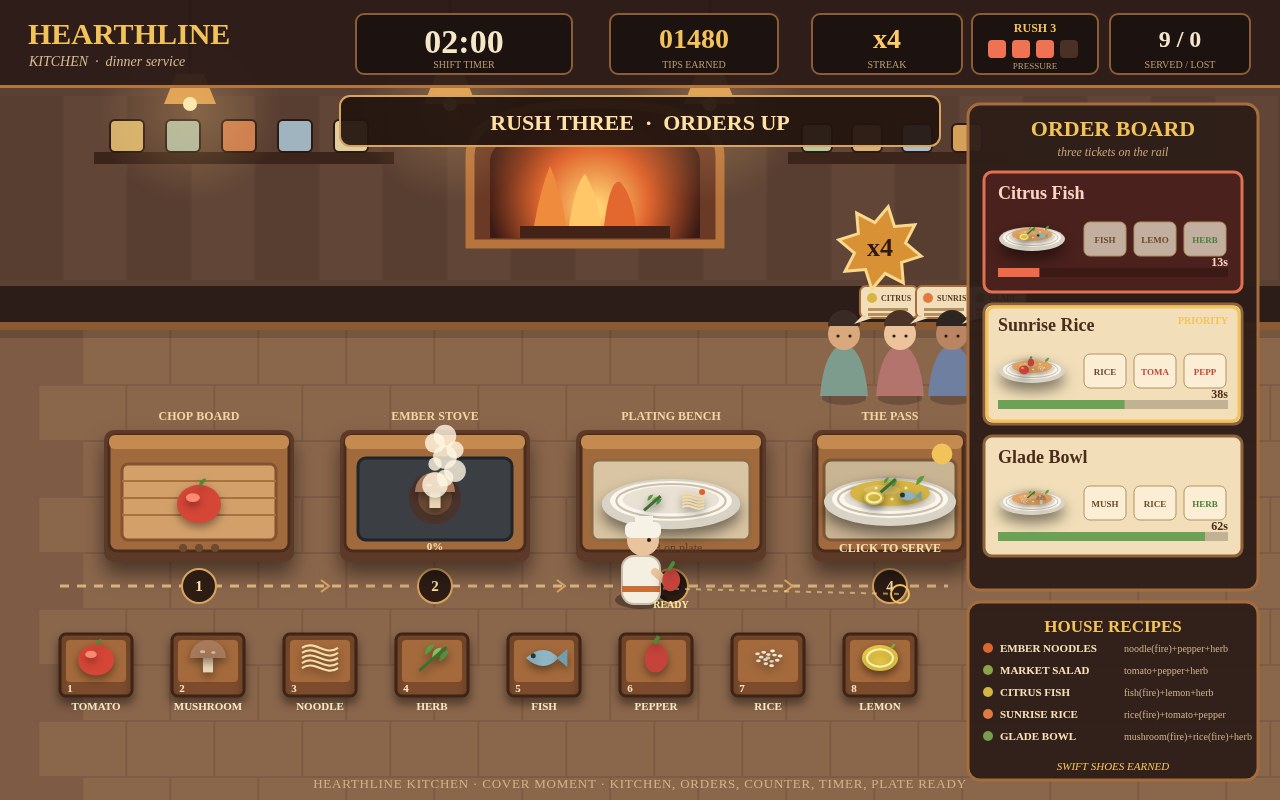 HEARTHLINE
KITCHEN · dinner service
02:00
SHIFT TIMER
01480
TIPS EARNED
x4
STREAK
RUSH 3
PRESSURE
9 / 0
SERVED / LOST
RUSH THREE · ORDERS UP
x4
CITRUS
SUNRIS
ORDER BOARD
three tickets on the rail
Citrus Fish
FISH LEMO HERB
13s
Sunrise Rice
PRIORITY
RICE TOMA PEPP
38s
Glade Bowl
MUSH RICE HERB
62s
CHOP BOARD
EMBER STOVE
PLATING BENCH
THE PASS
0%
on plate
CLICK TO SERVE
1
2
4
READY
1
TOMATO
2
MUSHROOM
3
NOODLE
4
HERB
5
FISH
6
PEPPER
7
RICE
8
LEMON
HOUSE RECIPES
EMBER NOODLES noodle(fire)+pepper+herb
MARKET SALAD tomato+pepper+herb
CITRUS FISH fish(fire)+lemon+herb
SUNRISE RICE rice(fire)+tomato+pepper
GLADE BOWL mushroom(fire)+rice(fire)+herb
SWIFT SHOES EARNED
HEARTHLINE KITCHEN · COVER MOMENT · KITCHEN, ORDERS, COUNTER, TIMER, PLATE READY